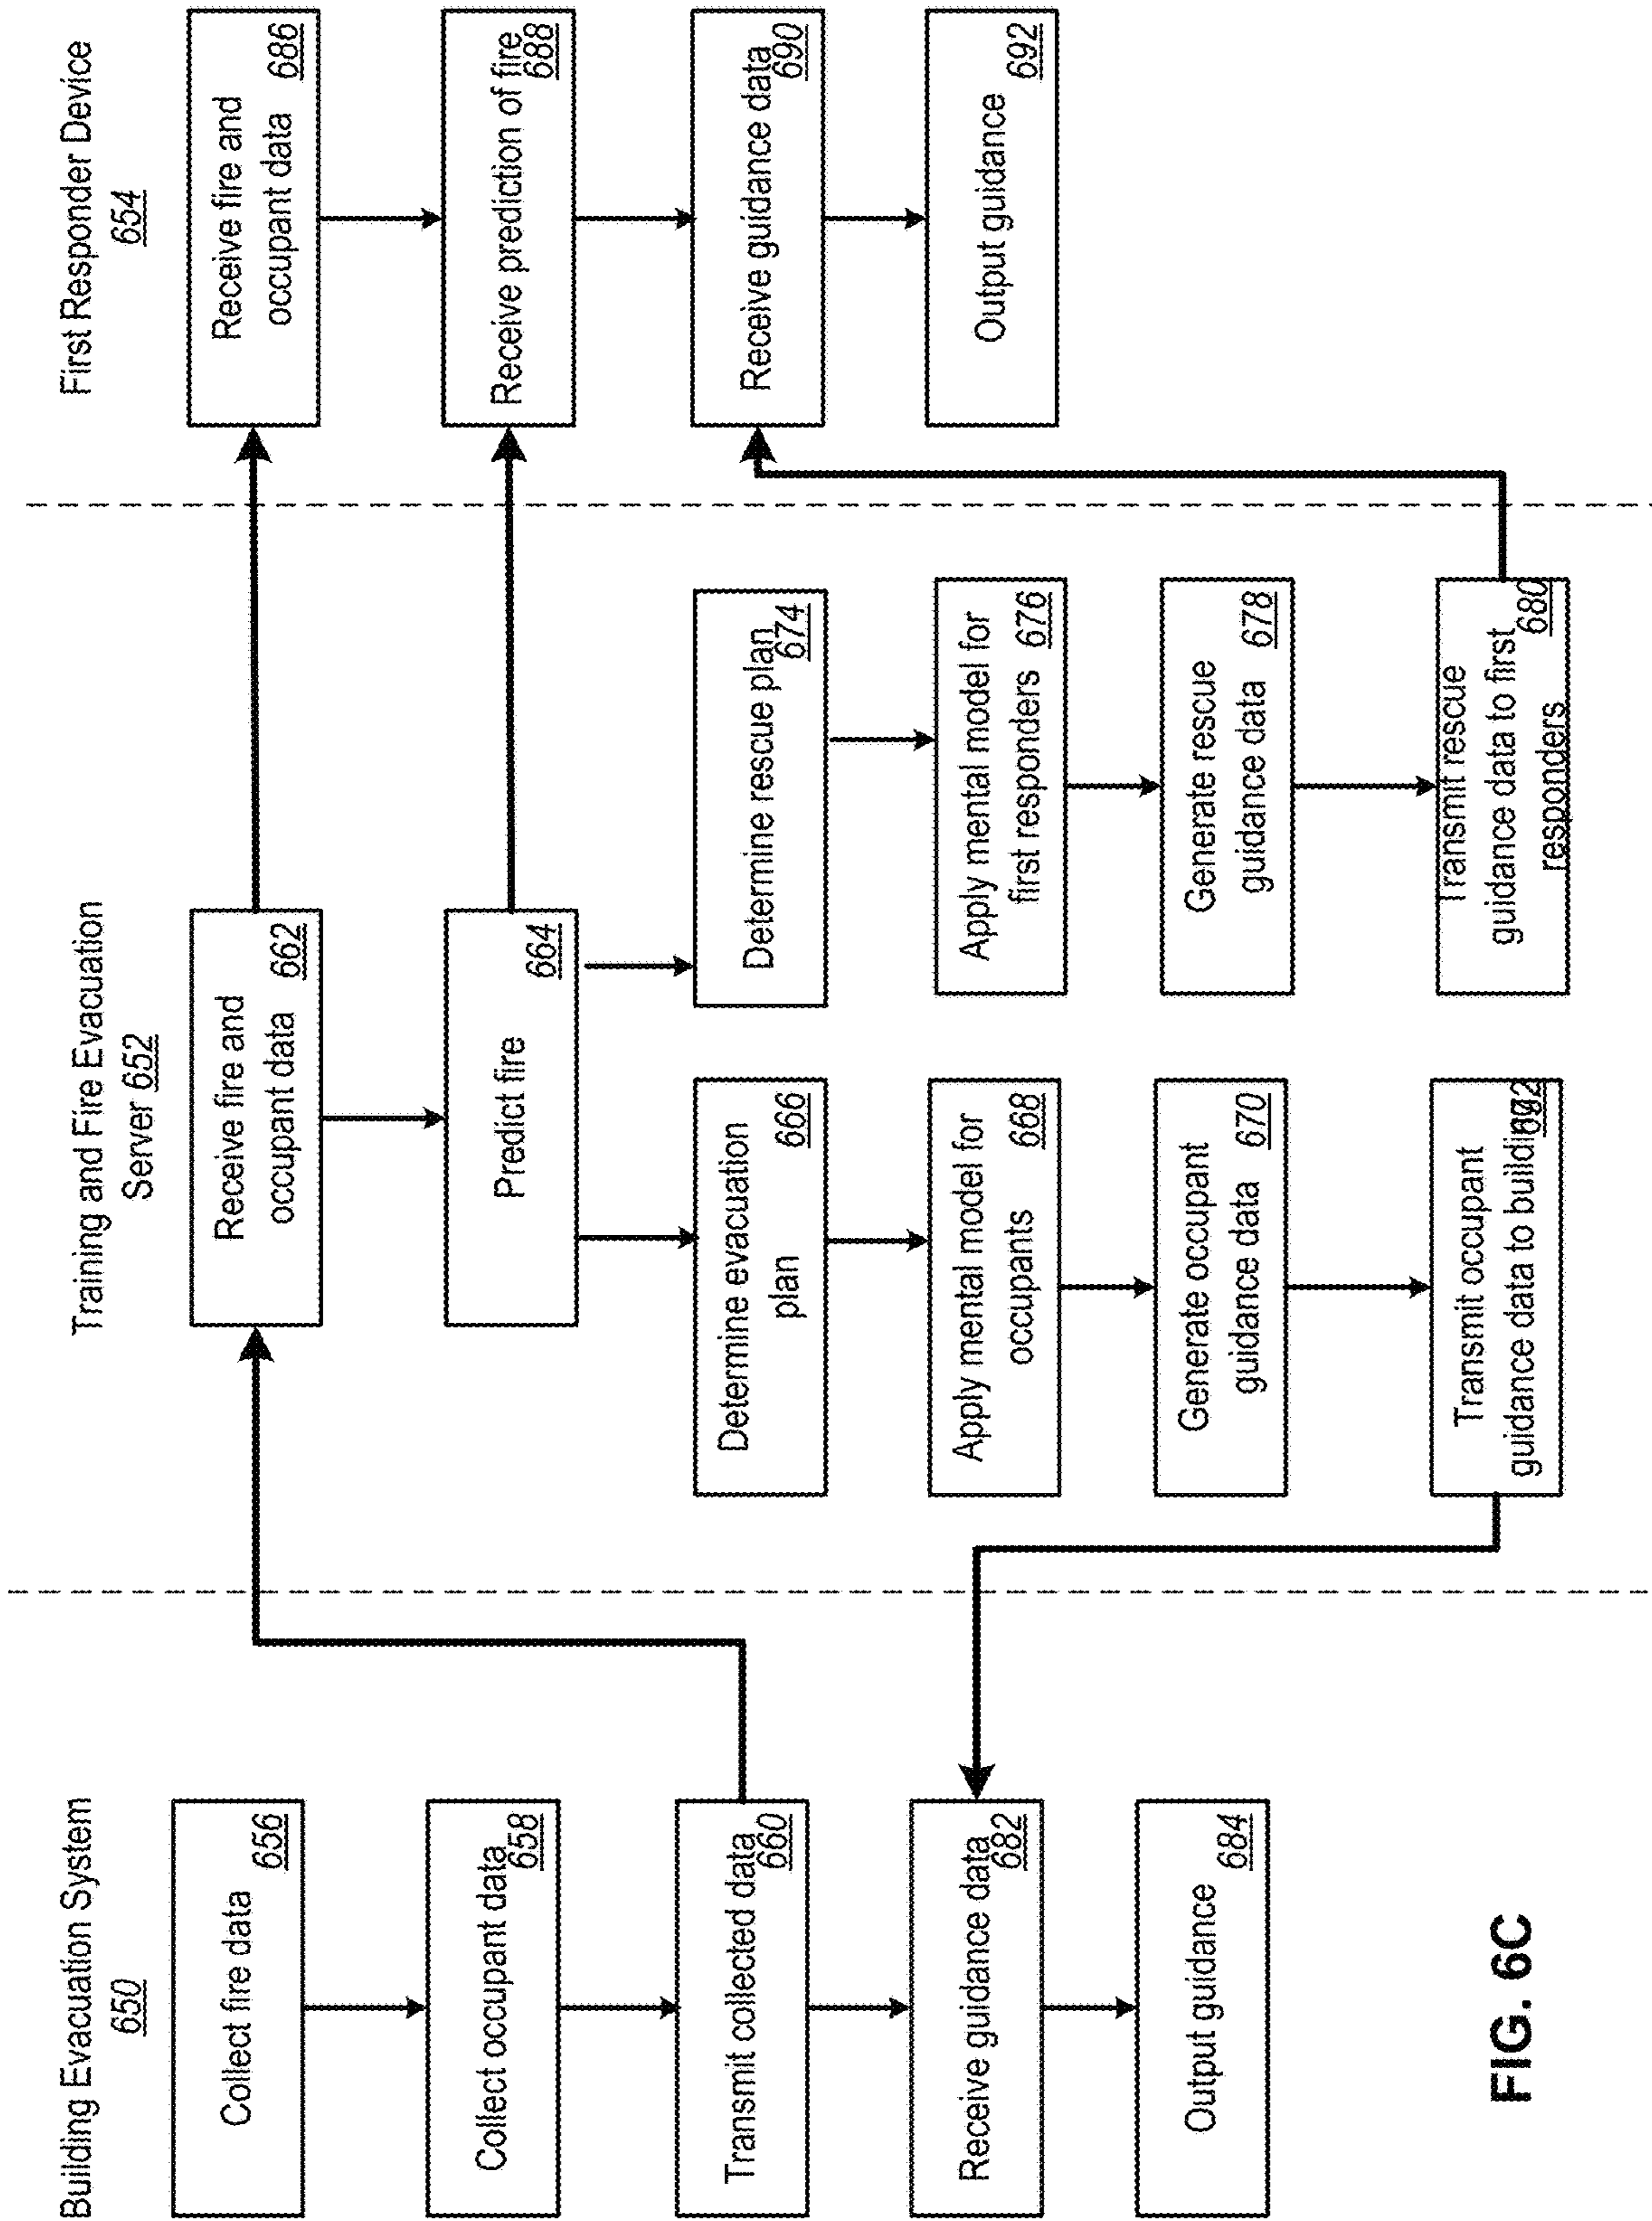 Building Evacuation System
650
Collect fire data
656
Collect occupant data
658
Transmit collected data
660
Receive guidance data
682
Output guidance
684
Training and Fire Evacuation
Server 652
Receive fire and
occupant data 662
Predict fire
664
Determine evacuation
plan 666
Apply mental model for
occupants 668
Generate occupant
guidance data 670
Transmit occupant
guidance data to building
Determine rescue plan
674
Apply mental model for
first responders 676
Generate rescue
guidance data 678
Transmit rescue
guidance data to first
responders
680
First Responder Device
654
Receive fire and
occupant data 686
Receive prediction of fire
688
Receive guidance data
690
Output guidance
692
FIG. 6C